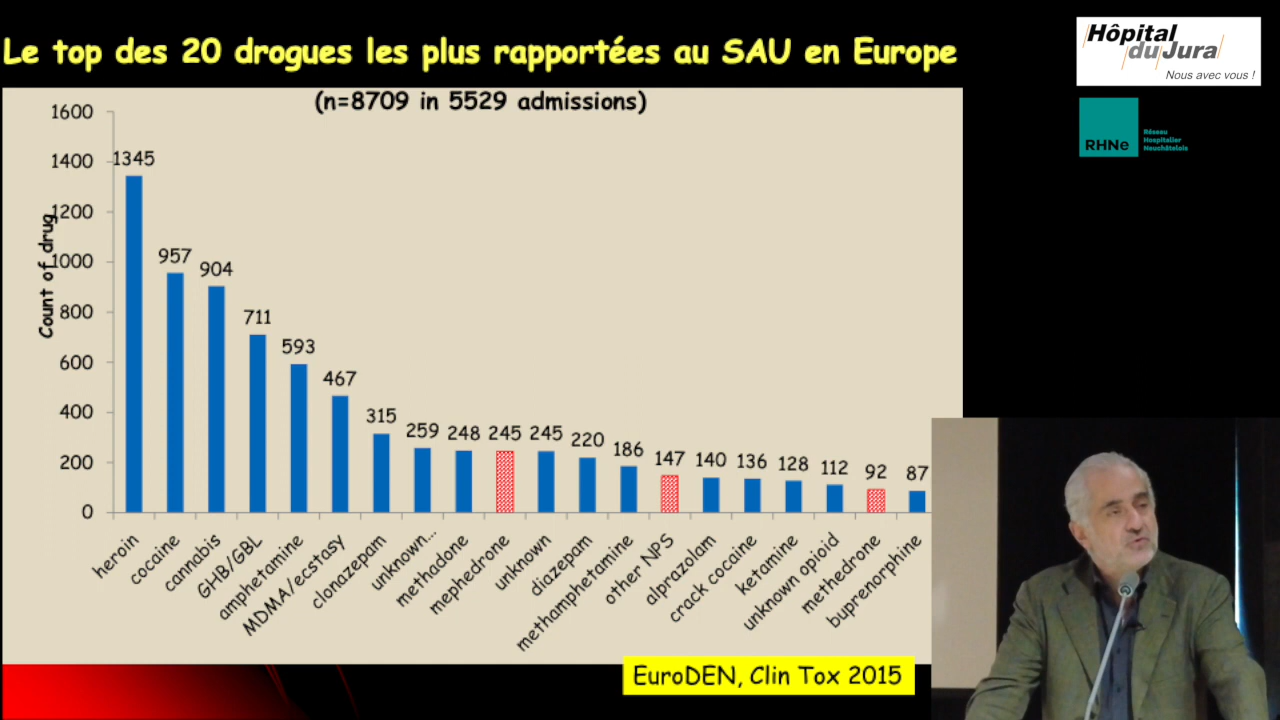 Le top des 20 drogues les plus rapportées au SAU en Europe
Hôpital
du Jura
Nous avec vous !
RHNe
Réseau
Hospitalier
Neuchâtelois
(n=8709 in 5529 admissions)
Count of drug
1600
1400
1200
1000
800
600
400
200
0
1345
957
904
711
593
467
315
259
248
245
245
220
186
147
140
136
128
112
92
87
heroin
cocaine
cannabis
GHB/GBL
amphetamine
MDMA/ecstasy
clonazepam
unknown...
methadone
mephedrone
unknown
diazepam
methamphetamine
other NPS
alprazolam
crack cocaine
ketamine
unknown opioid
methedrone
buprenorphine
EuroDEN, Clin Tox 2015